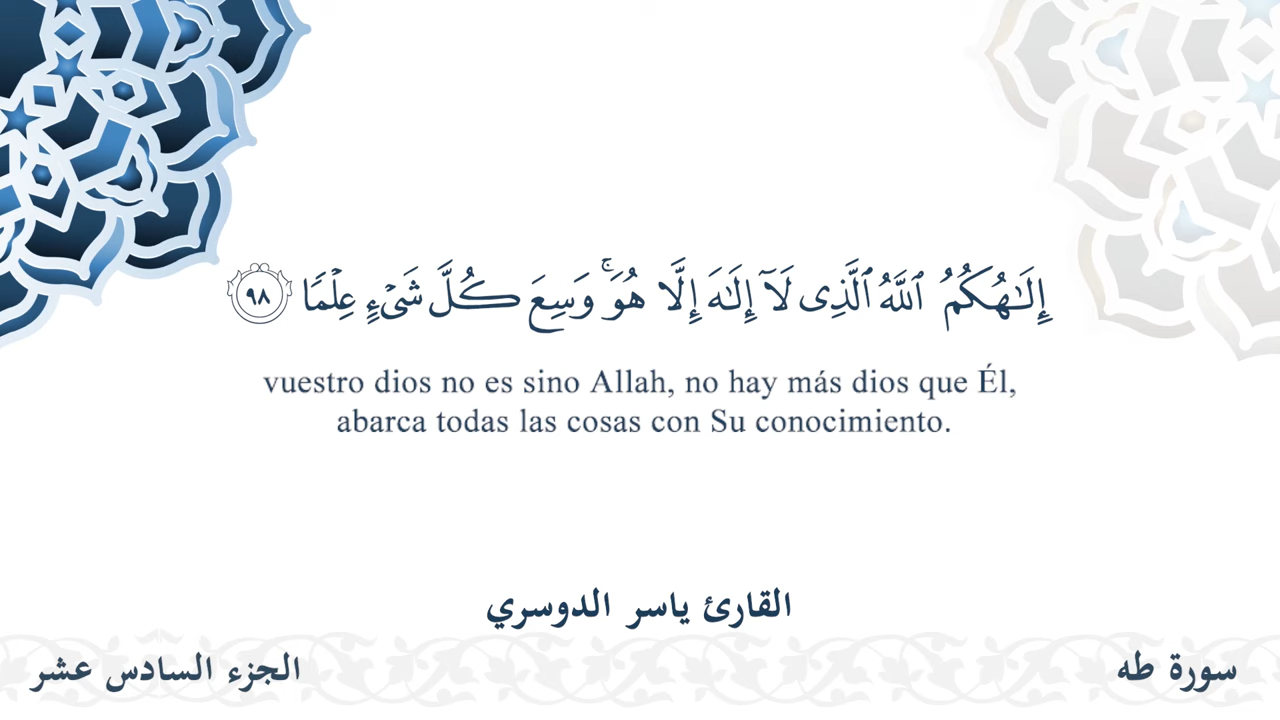 إِلَـٰهُكُمُ ٱللَّهُ ٱلَّذِى لَآ إِلَـٰهَ إِلَّا هُوَ ۚ وَسِعَ كُلَّ شَىْءٍ عِلْمًا ٩٨
vuestro dios no es sino Allah, no hay más dios que Él,
abarca todas las cosas con Su conocimiento.
القارئ ياسر الدوسري
سورة طه
الجزء السادس عشر